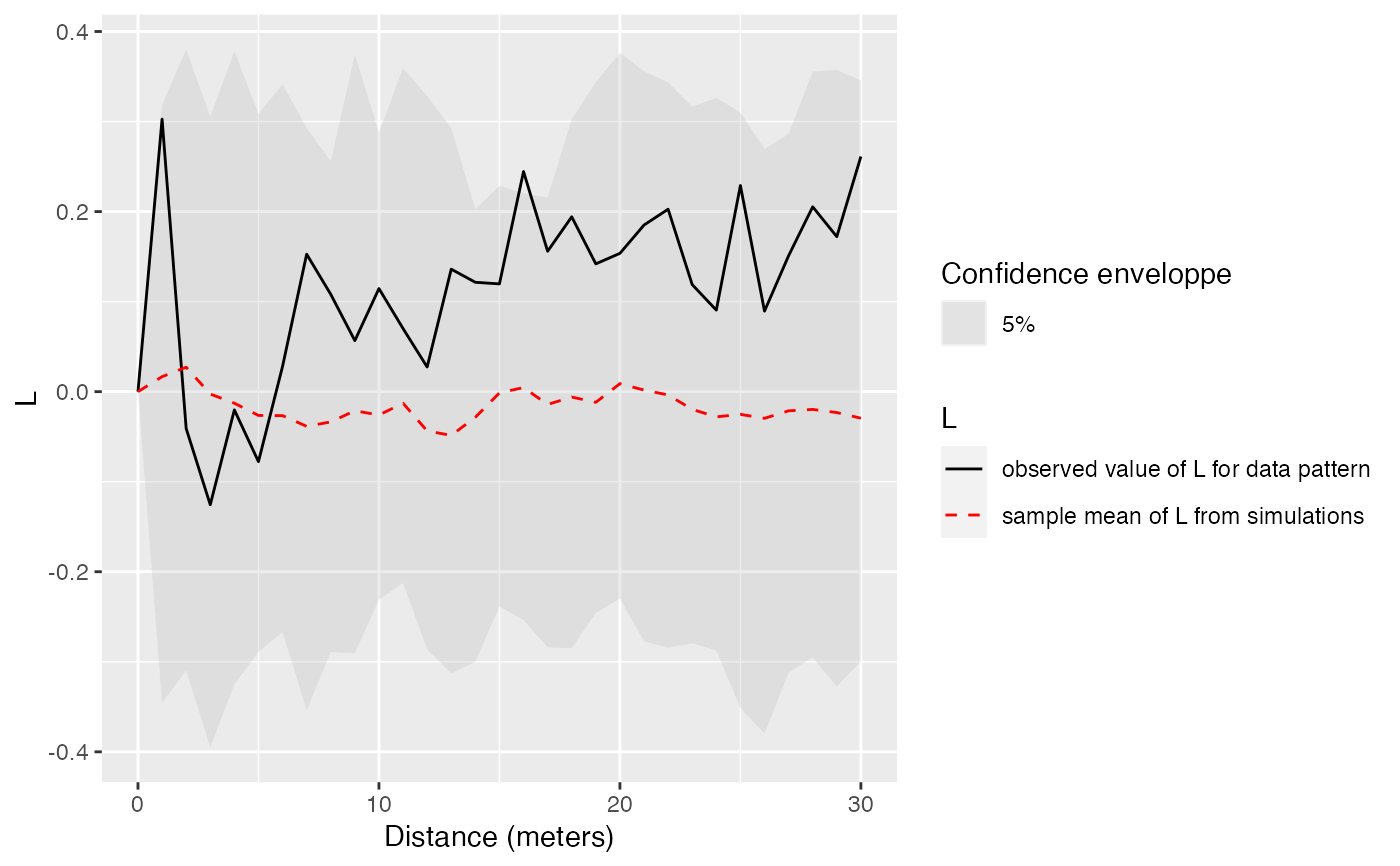 0.4
0.2
0.0
-0.2
-0.4
L
0
10
20
30
Distance (meters)
Confidence enveloppe
5%
L
observed value of L for data pattern
sample mean of L from simulations